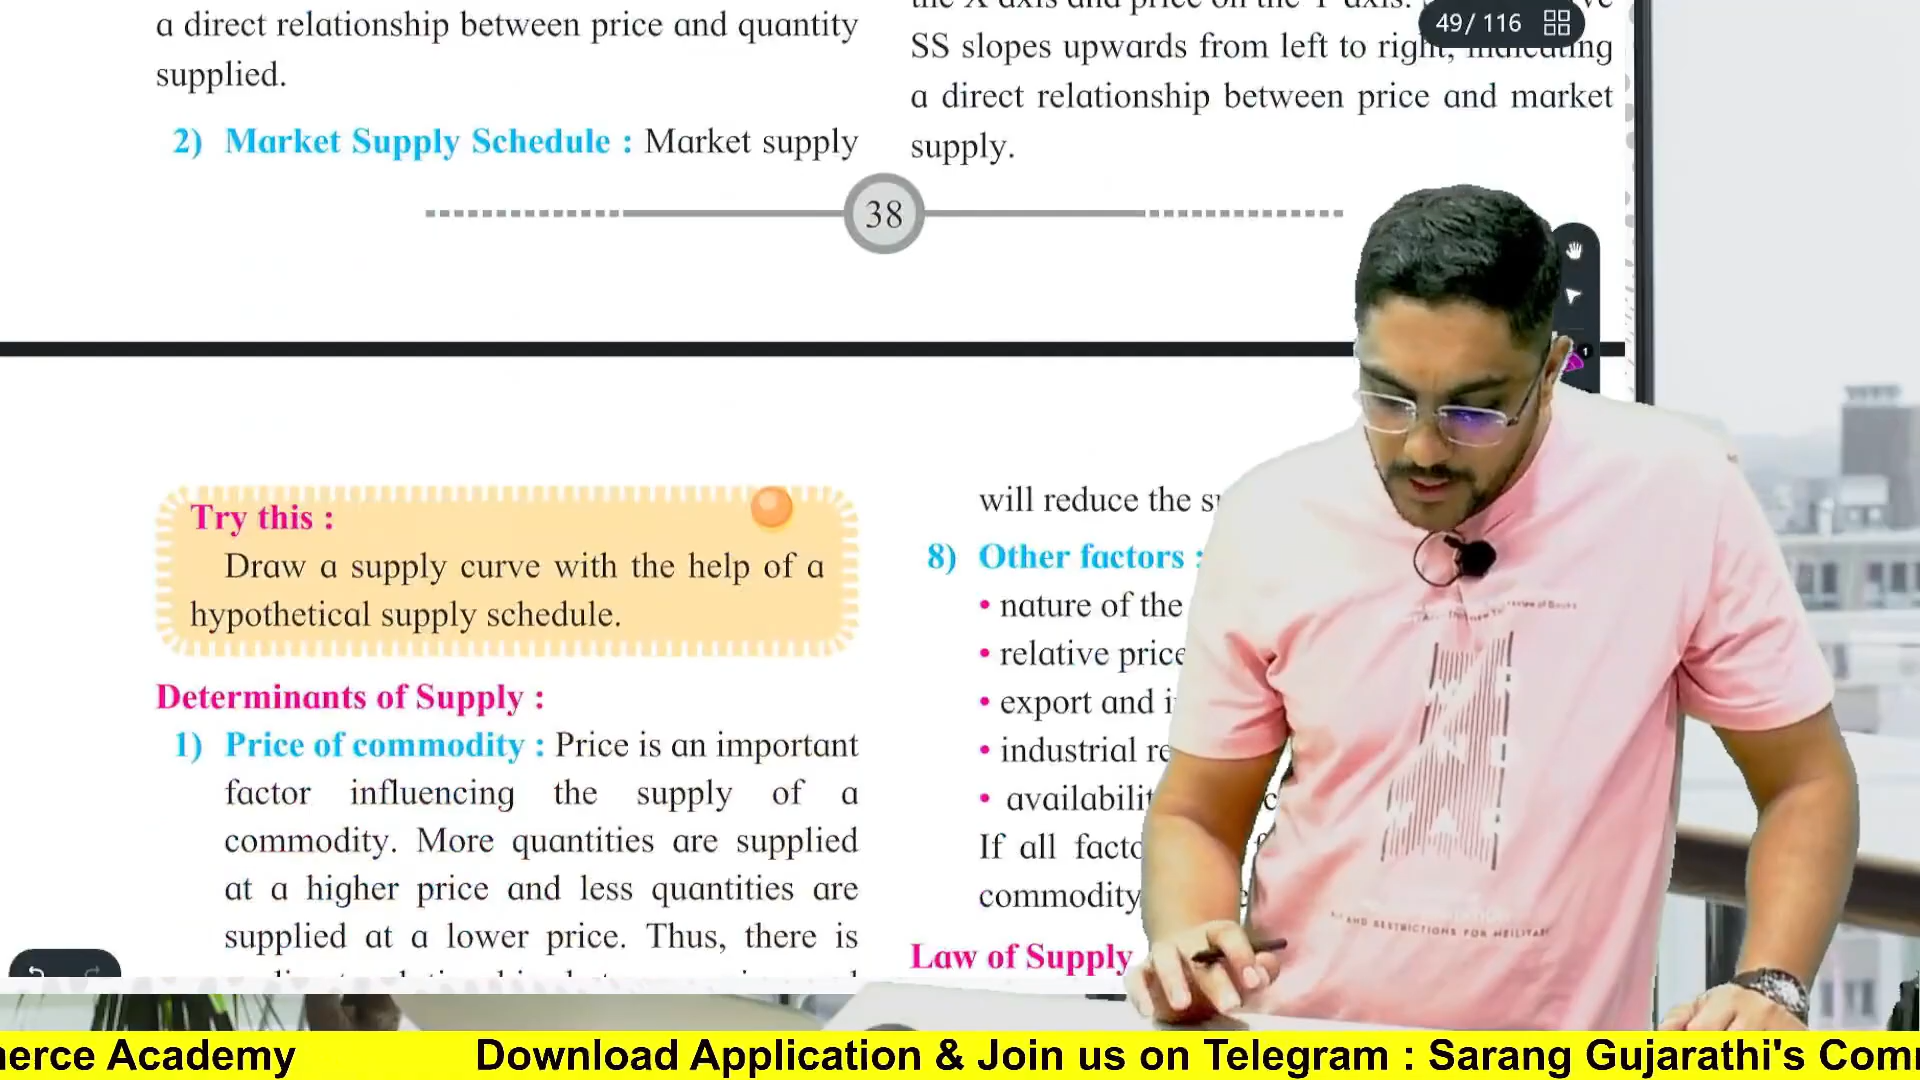 a direct relationship between price and quantity
supplied.
2) Market Supply Schedule : Market supply
SS slopes upwards from left to right, indicating
a direct relationship between price and market
supply.
49/ 116
38
Try this :
Draw a supply curve with the help of a
hypothetical supply schedule.
Determinants of Supply :
1) Price of commodity : Price is an important
factor influencing the supply of a
commodity. More quantities are supplied
at a higher price and less quantities are
supplied at a lower price. Thus, there is
will reduce the
8) Other factors :
• nature of the
• relative price
• export and
• industrial
•
If all
commodity
Law of Supply
merce Academy Download Application & Join us on Telegram : Sarang Gujarathi's Com